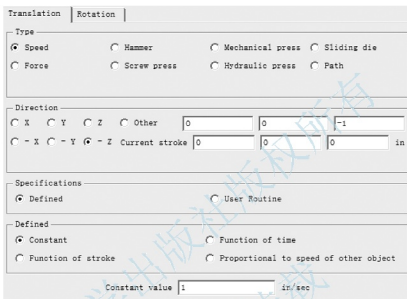 Translation Rotation
Type
Speed Hammer Mechanical press Sliding die
Force Screw press Hydraulic press Path
Direction
X Y Z Other 0 0 -1
- X - Y - Z Current stroke 0 0 0 in
Specifications
Defined User Routine
Defined
Constant Function of time
Function of stroke Proportional to speed of other object
Constant value 1 in/sec